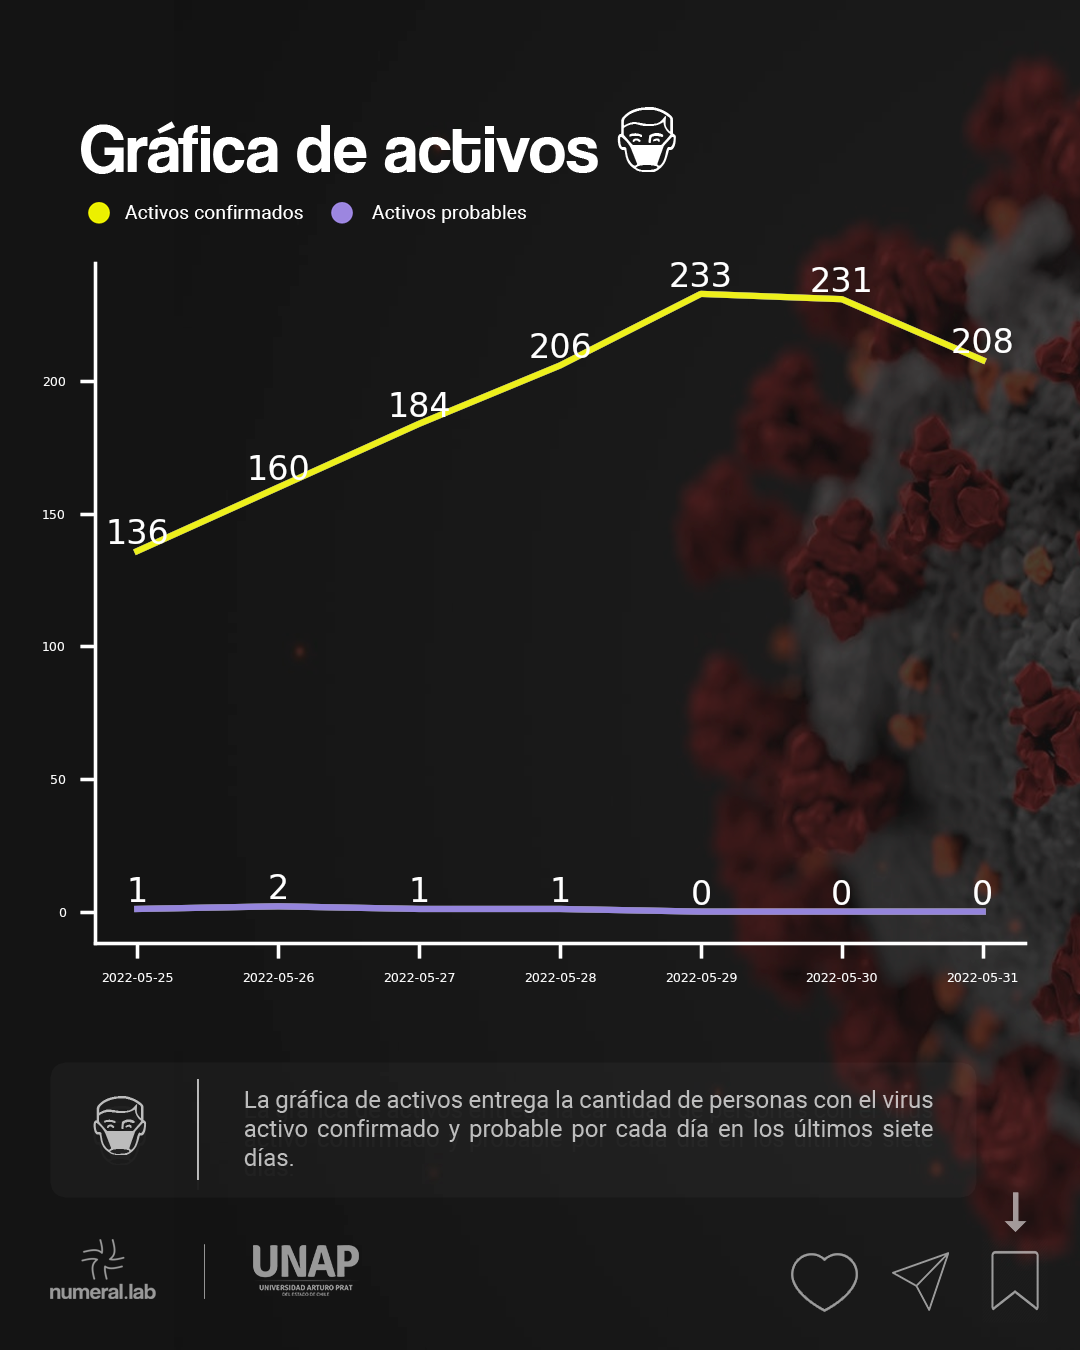 Gráfica de activos
Activos confirmados Activos probables
233
231
208
206
200
184
160
150
136
100
50
1 2 1 1 0 0 0
0
2022-05-25 2022-05-26 2022-05-27 2022-05-28 2022-05-29 2022-05-30 2022-05-31
La gráfica de activos entrega la cantidad de personas con el virus
activo confirmado y probable por cada día en los últimos siete
días.
numeral.lab
UNAP
UNIVERSIDAD ARTURO PRAT
DEL ESTADO DE CHILE